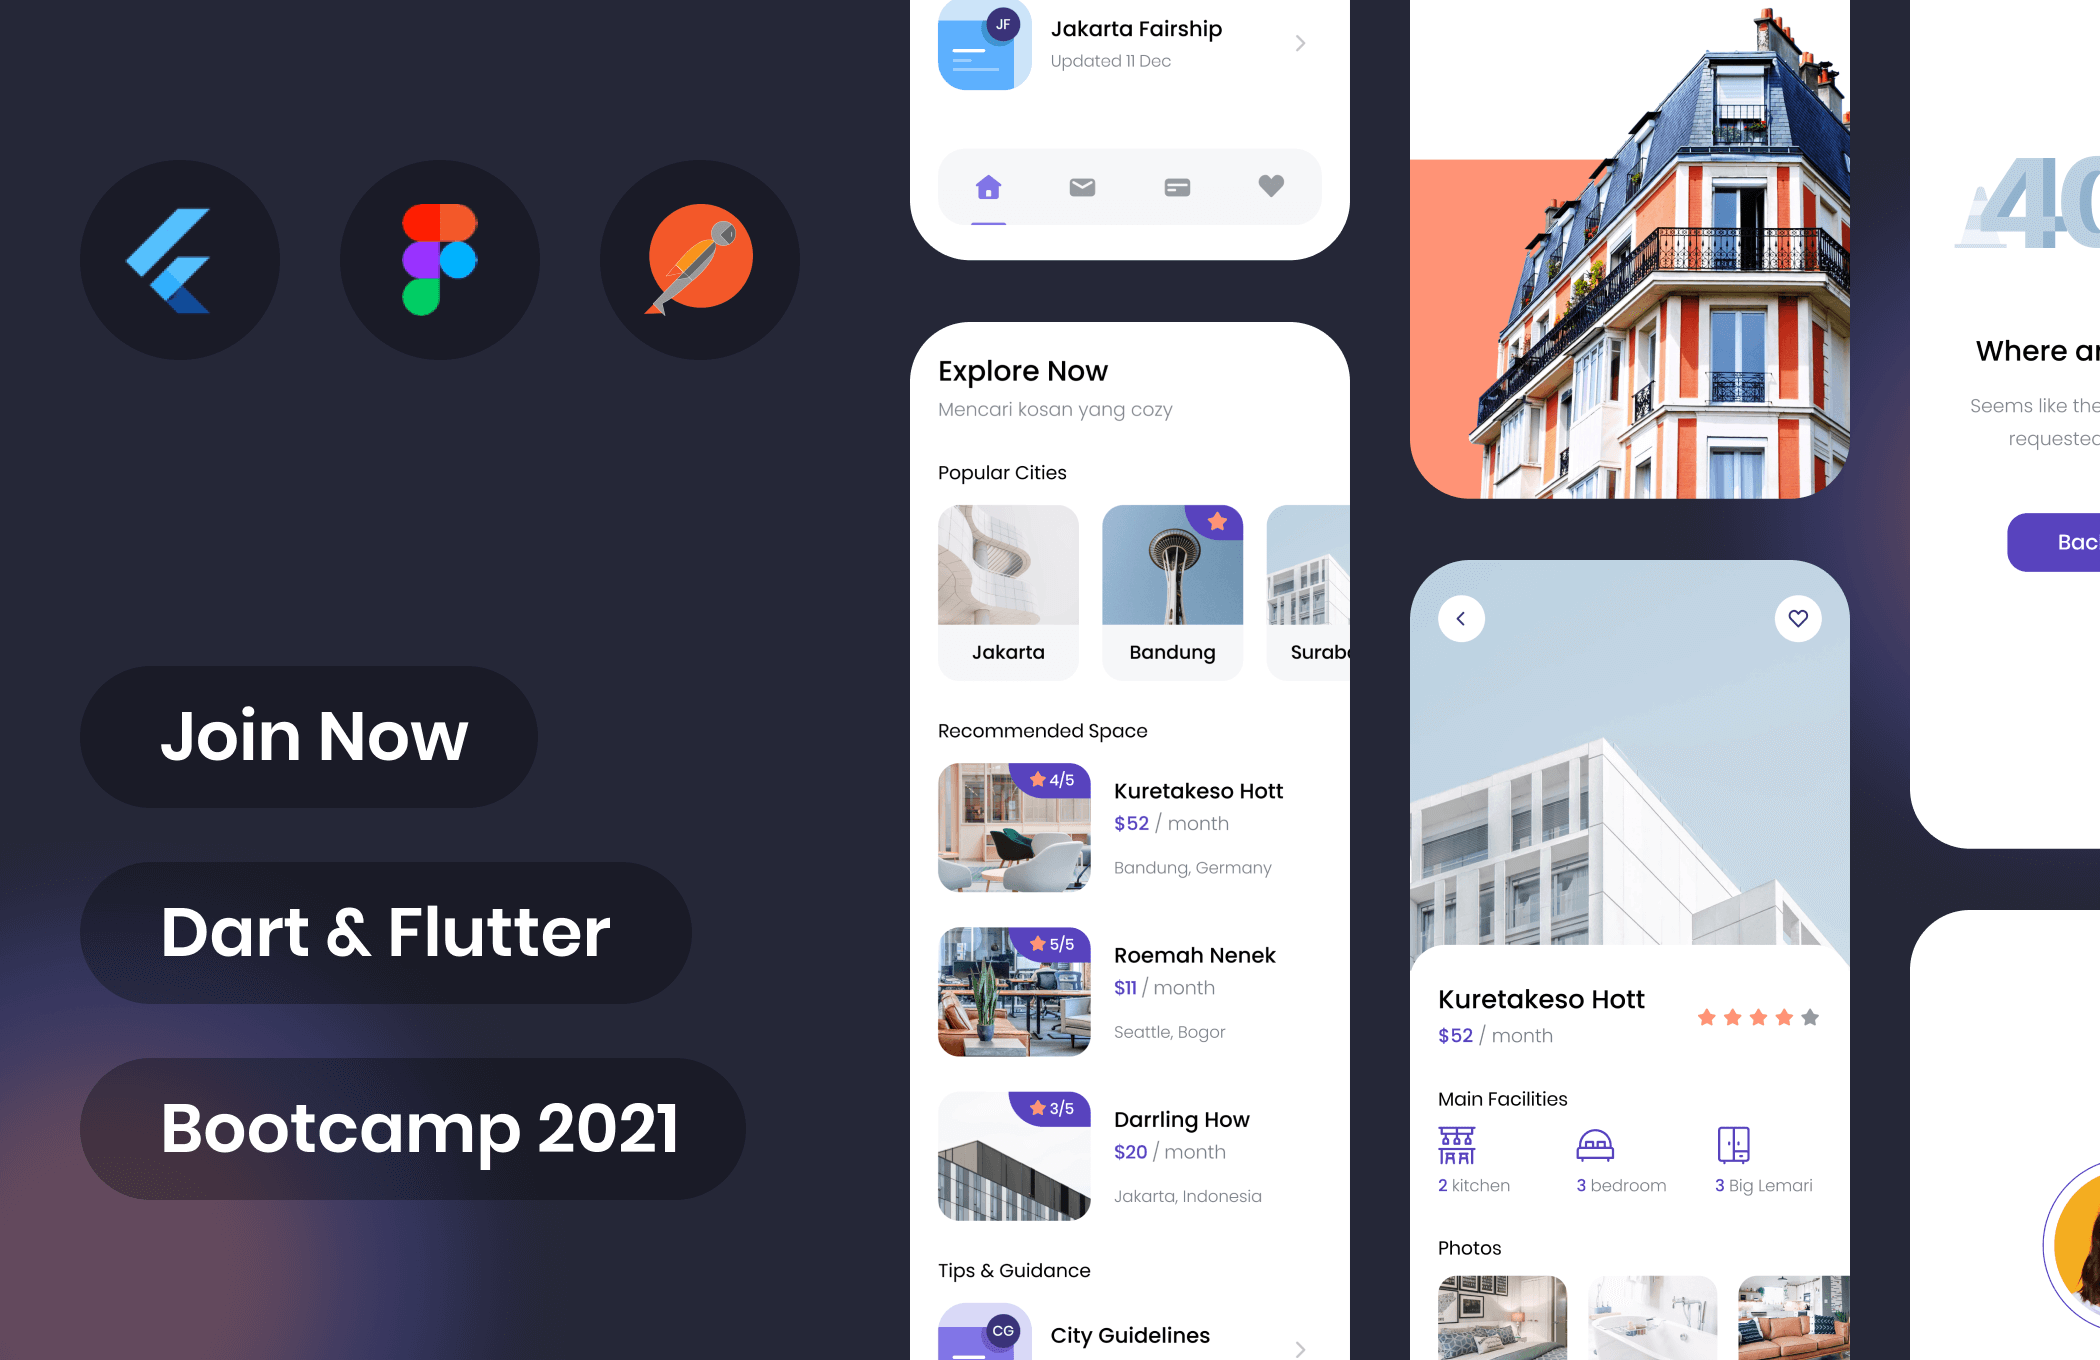 Join Now
Dart & Flutter
Bootcamp 2021
JF
Jakarta Fairship
Updated 11 Dec
Explore Now
Mencari kosan yang cozy
Popular Cities
Jakarta
Bandung
Recommended Space
4/5
Kuretakeso Hott
$52 / month
Bandung, Germany
5/5
Roemah Nenek
$11 / month
Seattle, Bogor
3/5
Darrling How
$20 / month
Jakarta, Indonesia
Tips & Guidance
CG
City Guidelines
Kuretakeso Hott
$52 / month
Main Facilities
2 kitchen
3 bedroom
3 Big Lemari
Photos
40
Where
Seems like the
requested